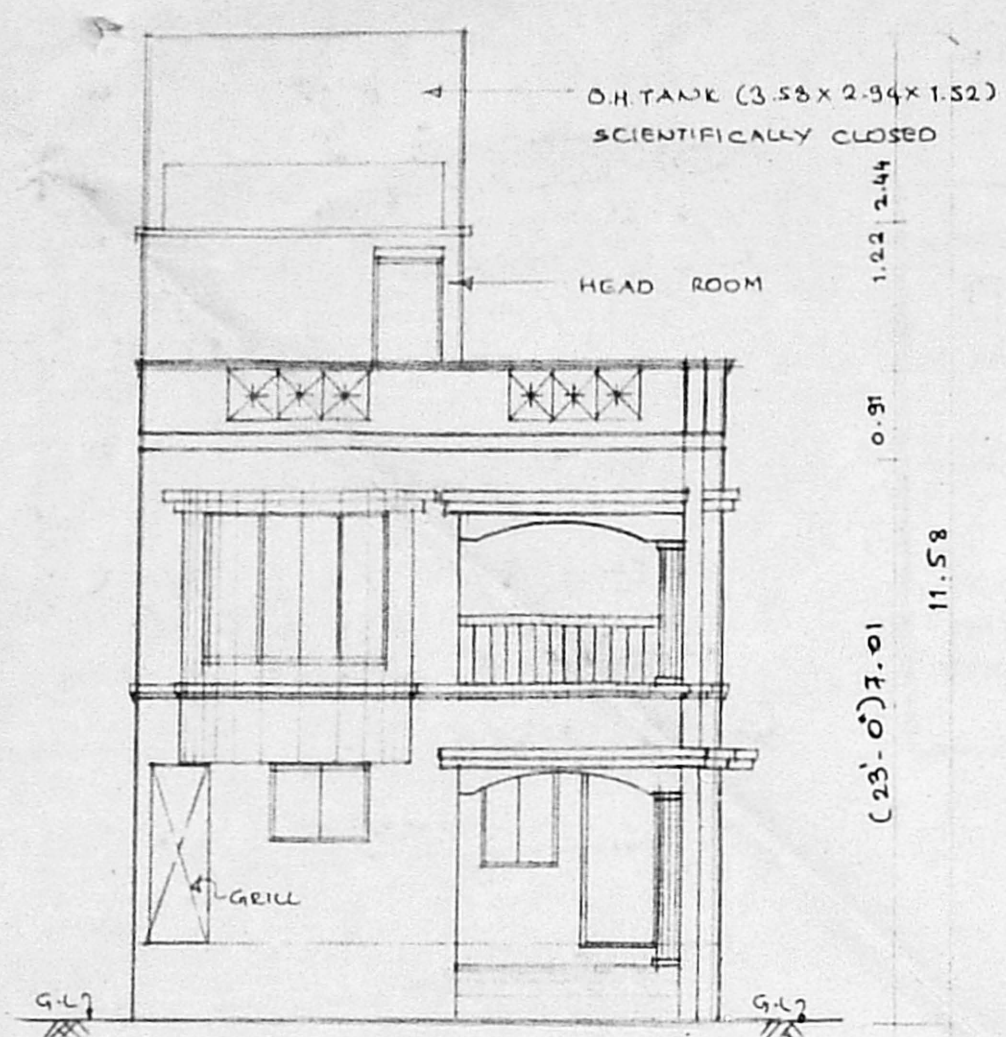 O.H. TANK (3.58 x 2.94 x 1.52)
SCIENTIFICALLY CLOSED
2.44
1.22
HEAD ROOM
0.91
11.58
(23'-0") 7.01
GRILL
G.L
G.L